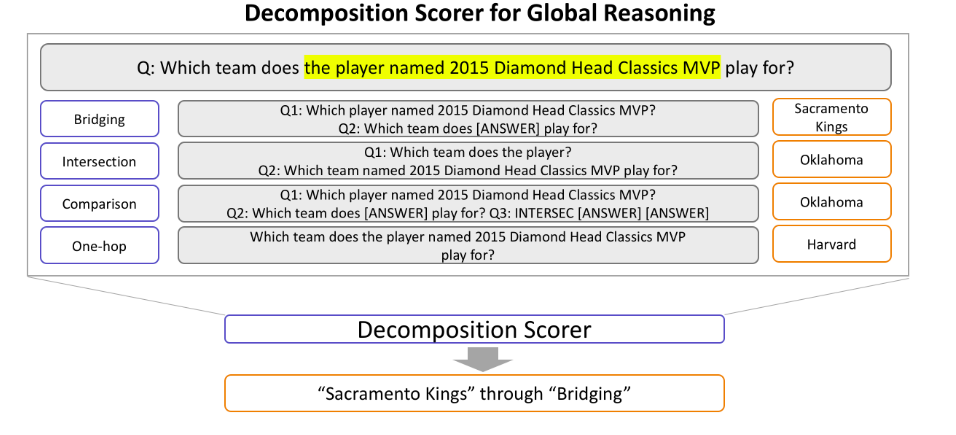 Decomposition Scorer for Global Reasoning
Q: Which team does the player named 2015 Diamond Head Classics MVP play for?
Bridging
Q1: Which player named 2015 Diamond Head Classics MVP?
Q2: Which team does [ANSWER] play for?
Sacramento
Kings
Intersection
Q1: Which team does the player?
Q2: Which team named 2015 Diamond Head Classics MVP play for?
Oklahoma
Comparison
Q1: Which player named 2015 Diamond Head Classics MVP?
Q2: Which team does [ANSWER] play for? Q3: INTERSEC [ANSWER] [ANSWER]
Oklahoma
One-hop
Which team does the player named 2015 Diamond Head Classics MVP
play for?
Harvard
Decomposition Scorer
“Sacramento Kings” through “Bridging”